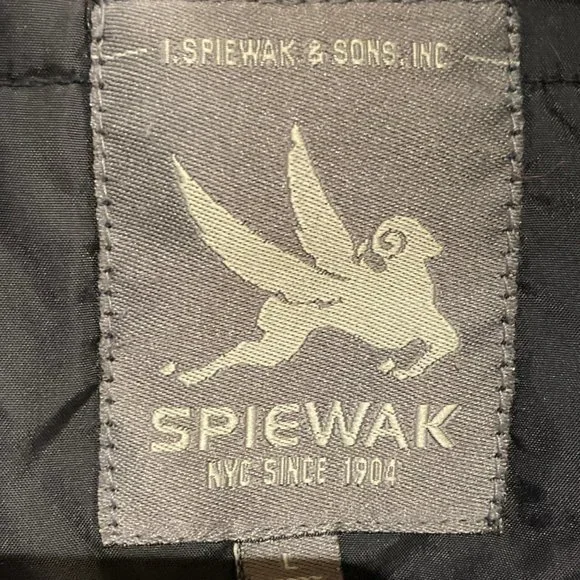 I. SPIEWAK & SONS, INC
SPIEWAK
NYC SINCE 1904
L